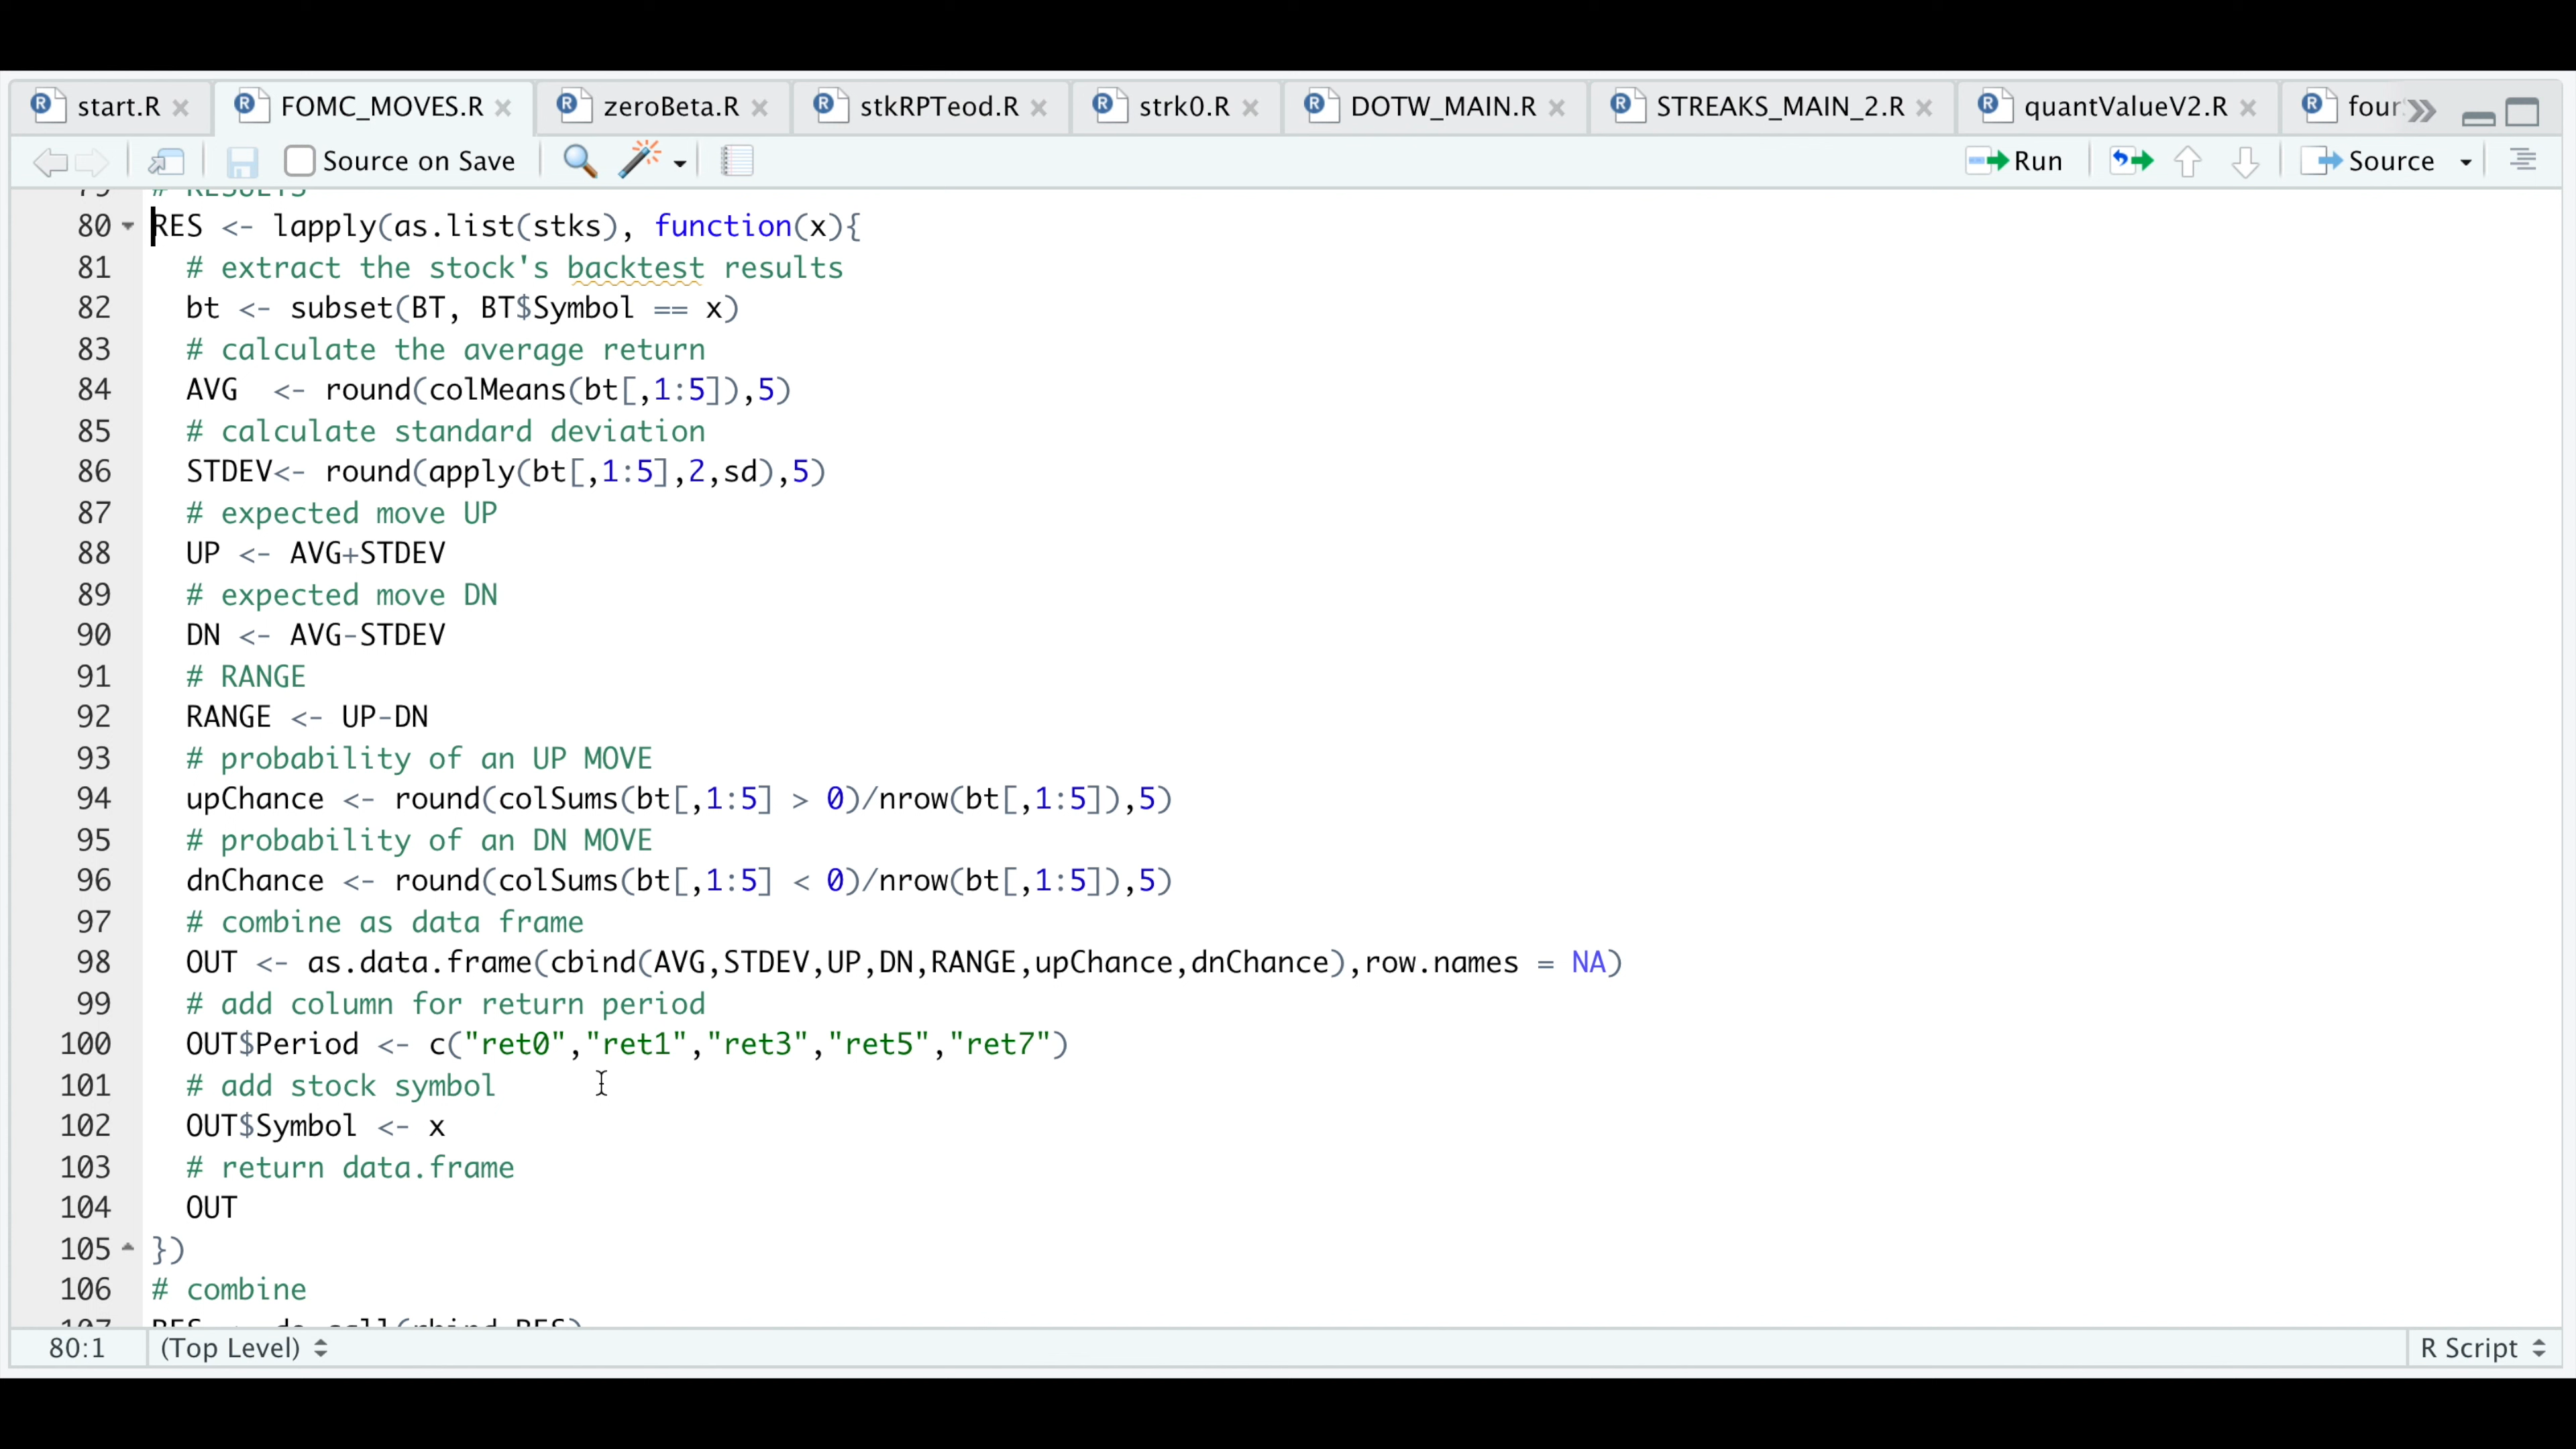 start.R FOMC_MOVES.R zeroBeta.R stkRPTeod.R strk0.R DOTW_MAIN.R STREAKS_MAIN_2.R quantValueV2.R four
Source on Save Run Source
79 # RESULTS
80 RES <- lapply(as.list(stks), function(x){
81 # extract the stock's backtest results
82 bt <- subset(BT, BT$Symbol == x)
83 # calculate the average return
84 AVG  <- round(colMeans(bt[,1:5]),5)
85 # calculate standard deviation
86 STDEV<- round(apply(bt[,1:5],2,sd),5)
87 # expected move UP
88 UP <- AVG+STDEV
89 # expected move DN
90 DN <- AVG-STDEV
91 # RANGE
92 RANGE <- UP-DN
93 # probability of an UP MOVE
94 upChance <- round(colSums(bt[,1:5] > 0)/nrow(bt[,1:5]),5)
95 # probability of an DN MOVE
96 dnChance <- round(colSums(bt[,1:5] < 0)/nrow(bt[,1:5]),5)
97 # combine as data frame
98 OUT <- as.data.frame(cbind(AVG,STDEV,UP,DN,RANGE,upChance,dnChance),row.names = NA)
99 # add column for return period
100 OUT$Period <- c("ret0","ret1","ret3","ret5","ret7")
101 # add stock symbol
102 OUT$Symbol <- x
103 # return data.frame
104 OUT
105 })
106 # combine
107 RES <- do.call(rbind,RES)
80:1 (Top Level) R Script